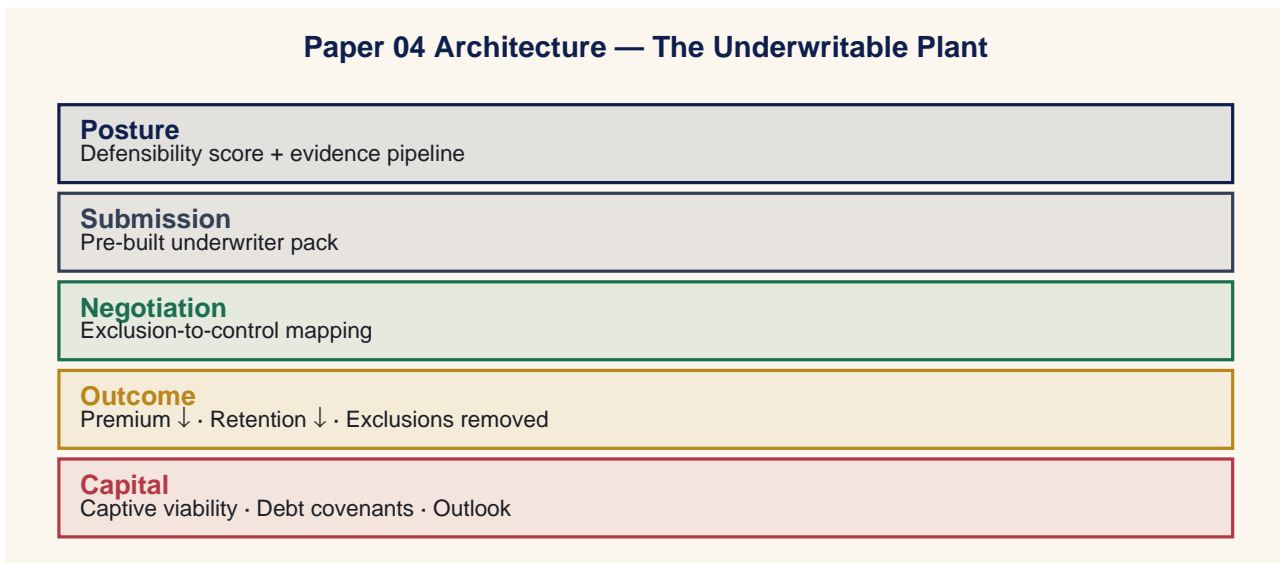 Paper 04 Architecture — The Underwritable Plant
Posture
Defensibility score + evidence pipeline
Submission
Pre-built underwriter pack
Negotiation
Exclusion-to-control mapping
Outcome
Premium ↓ · Retention ↓ · Exclusions removed
Capital
Captive viability · Debt covenants · Outlook